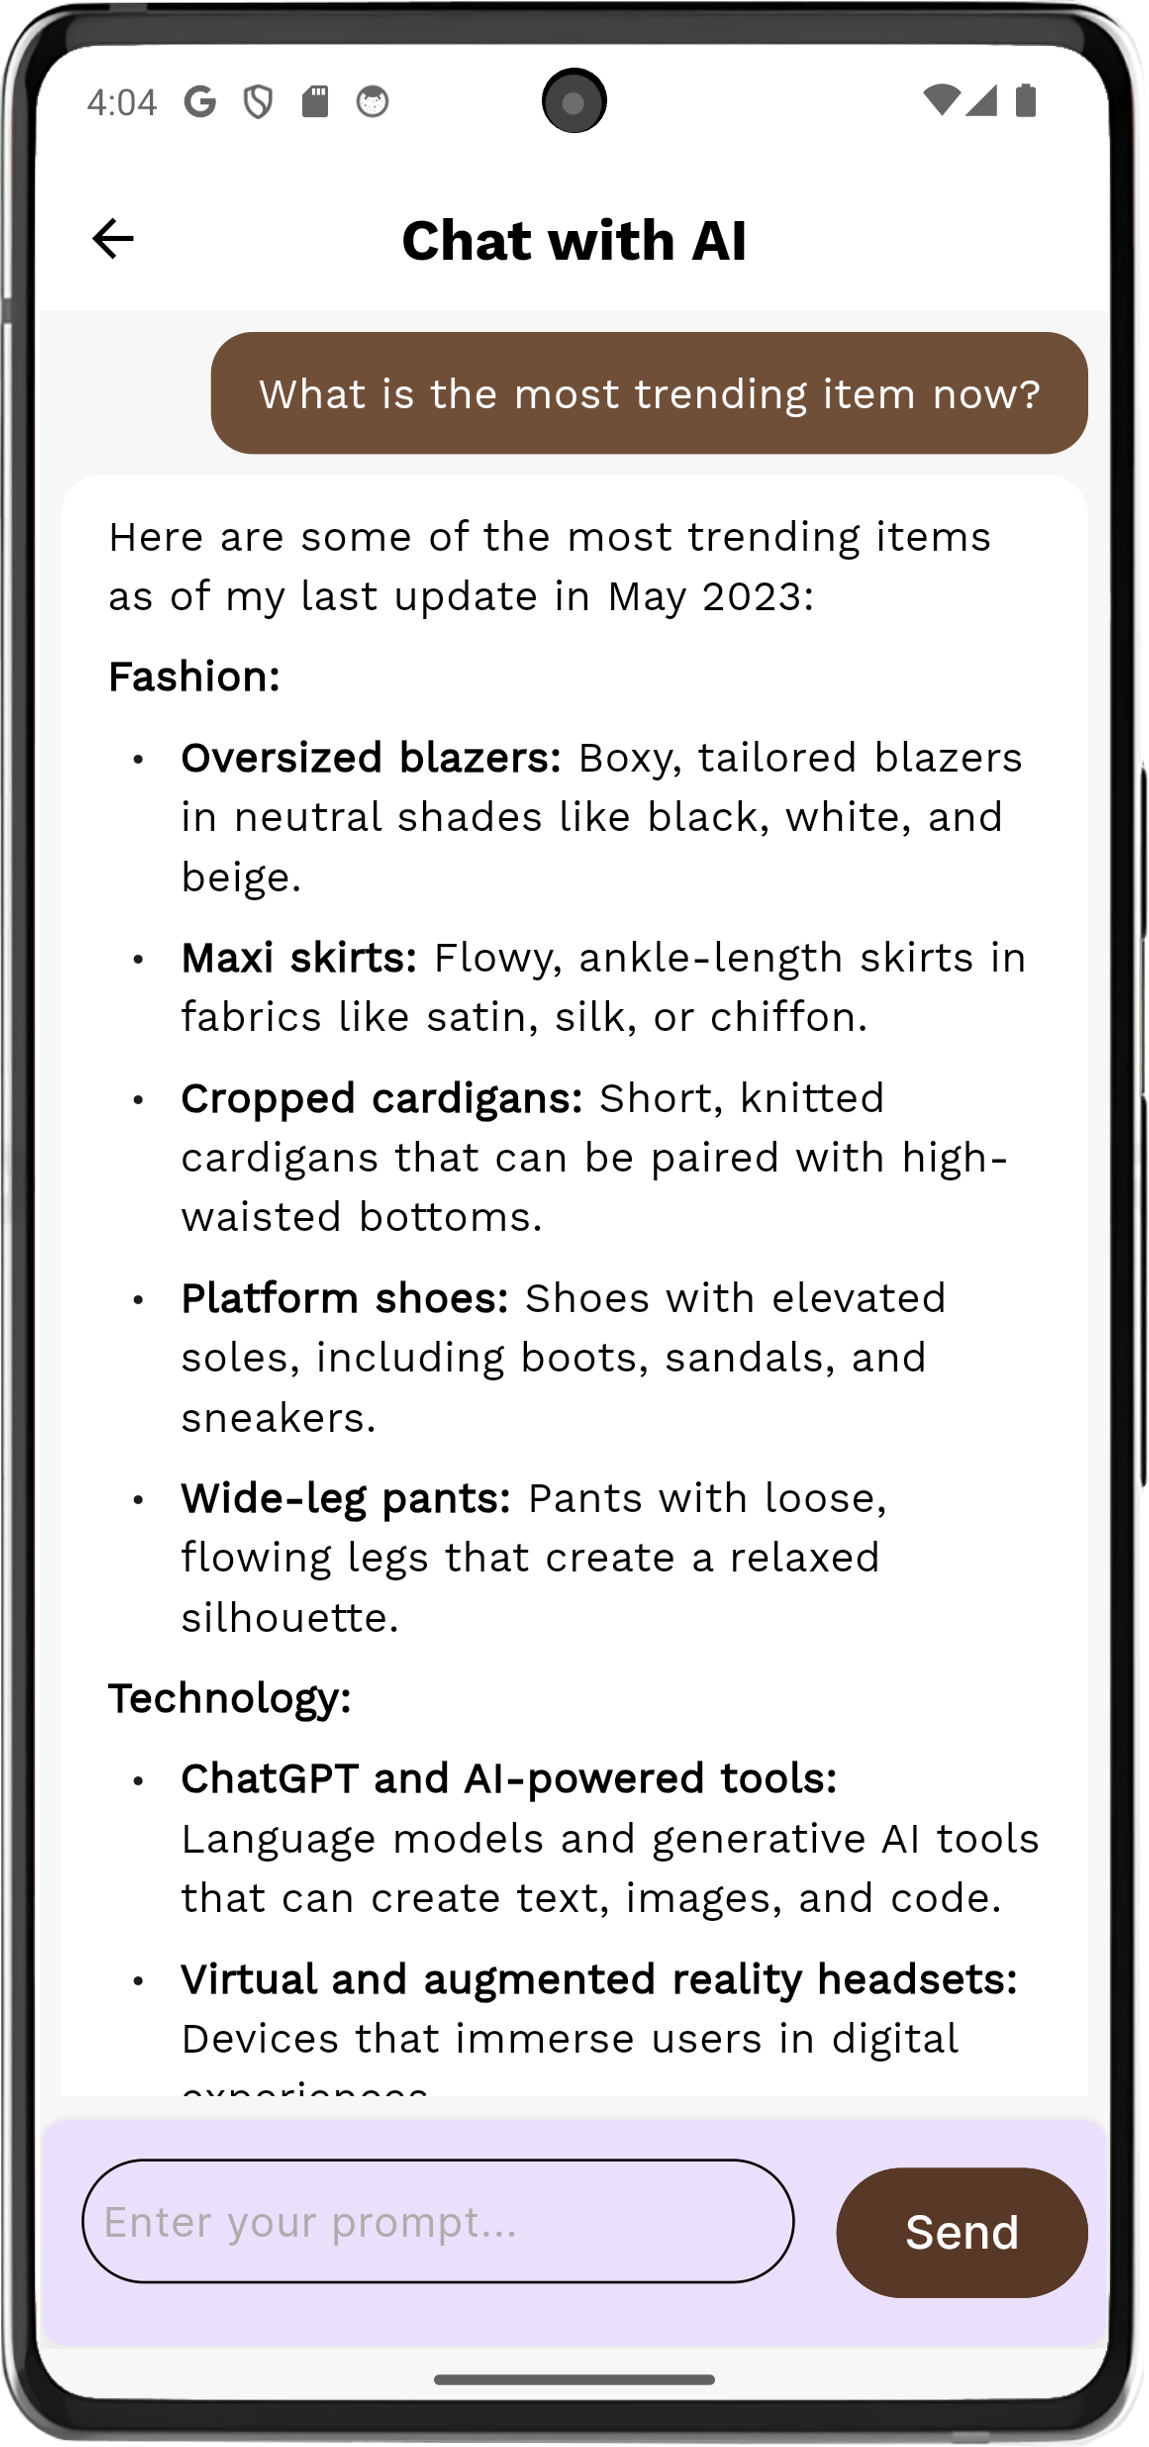 4:04
Chat with AI
What is the most trending item now?
Here are some of the most trending items
as of my last update in May 2023:
Fashion:
• Oversized blazers: Boxy, tailored blazers
in neutral shades like black, white, and
beige.
• Maxi skirts: Flowy, ankle-length skirts in
fabrics like satin, silk, or chiffon.
• Cropped cardigans: Short, knitted
cardigans that can be paired with high-
waisted bottoms.
• Platform shoes: Shoes with elevated
soles, including boots, sandals, and
sneakers.
• Wide-leg pants: Pants with loose,
flowing legs that create a relaxed
silhouette.
Technology:
• ChatGPT and AI-powered tools:
Language models and generative AI tools
that can create text, images, and code.
• Virtual and augmented reality headsets:
Devices that immerse users in digital
experiences
Enter your prompt...
Send